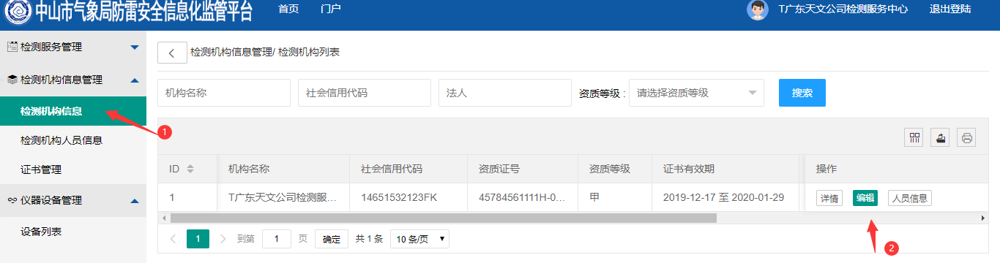 中山市气象局防雷安全信息化监管平台 首页 门户 T广东天文公司检测服务中心 退出登陆
检测服务管理
检测机构信息管理
检测机构信息
检测机构人员信息
证书管理
仪器设备管理
设备列表
检测机构信息管理/ 检测机构列表
机构名称 社会信用代码 法人 资质等级 : 请选择资质等级 搜索
1
ID 机构名称 社会信用代码 资质证号 资质等级 证书有效期 操作
1 T广东天文公司检测服... 14651532123FK 45784561111H-0... 甲 2019-12-17 至 2020-01-29 详情 编辑 人员信息
1 到第 1 页 确定 共 1 条 10 条/页
2